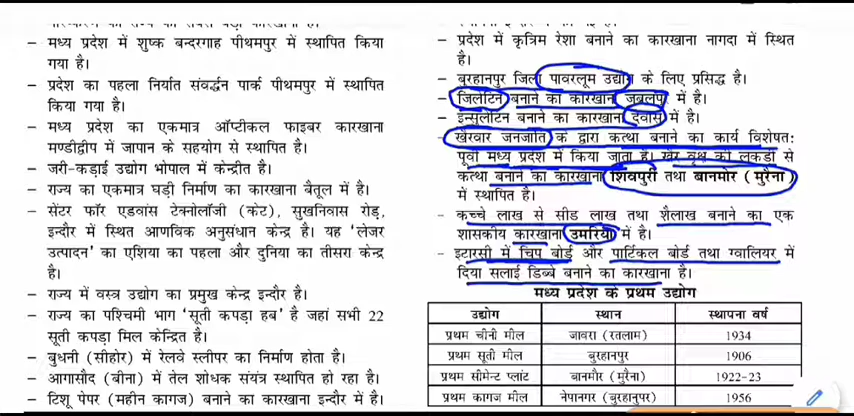 – मध्य प्रदेश में शुष्क बन्दरगाह पीथमपुर में स्थापित किया
गया है।
– प्रदेश का पहला निर्यात संवर्द्धन पार्क पीथमपुर में स्थापित
किया गया है।
– मध्य प्रदेश का एकमात्र ऑप्टीकल फाइबर कारखाना
मण्डीद्वीप में जापान के सहयोग से स्थापित है।
– जरी-कड़ाई उद्योग भोपाल में केन्द्रीत है।
– राज्य का एकमात्र घड़ी निर्माण का कारखाना बैतूल में है।
– सेंटर फॉर एडवांस टेक्नोलॉजी (केट), सुखनिवास रोड़,
इन्दौर में स्थित आणविक अनुसंधान केन्द्र है। यह 'लेजर
उत्पादन' का एशिया का पहला और दुनिया का तीसरा केन्द्र
है।
– राज्य में वस्त्र उद्योग का प्रमुख केन्द्र इन्दौर है।
– राज्य का पश्चिमी भाग 'सूती कपड़ा हब' है जहां सभी 22
सूती कपड़ा मिल केन्द्रित है।
– बुधनी (सीहोर) में रेलवे स्लीपर का निर्माण होता है।
– आगासौद (बीना) में तेल शोधक संयंत्र स्थापित हो रहा है।
– टिशू पेपर (महीन कागज) बनाने का कारखाना इन्दौर में है।
– प्रदेश में कृत्रिम रेशा बनाने का कारखाना नागदा में स्थित
है।
– बुरहानपुर जिला पावरलूम उद्योग के लिए प्रसिद्ध है।
– जिलेटिन बनाने का कारखाना जबलपुर में है।
– इन्सुलीटन बनाने का कारखाना देवास में है।
– खैरवार जनजाति के द्वारा कत्था बनाने का कार्य विशेषत:
पूर्वी मध्य प्रदेश में किया जाता है। खैर वृक्ष की लकड़ी से
कत्था बनाने का कारखाना शिवपुरी तथा बानमोर (मुरैना)
में स्थापित है।
– कच्चे लाख से सीड लाख तथा शैलाख बनाने का एक
शासकीय कारखाना उमरिया में है।
– इटारसी में चिप बोर्ड और पार्टिकल बोर्ड तथा ग्वालियर में
दिया सलाई डिब्बे बनाने का कारखाना है।
मध्य प्रदेश के प्रथम उद्योग
उद्योग स्थान स्थापना वर्ष
प्रथम चीनी मील जावरा (रतलाम) 1934
प्रथम सूती मील बुरहानपुर 1906
प्रथम सीमेन्ट प्लांट बानमौर (मुरैना) 1922-23
प्रथम कागज मील नेपानगर (बुरहानुपर) 1956